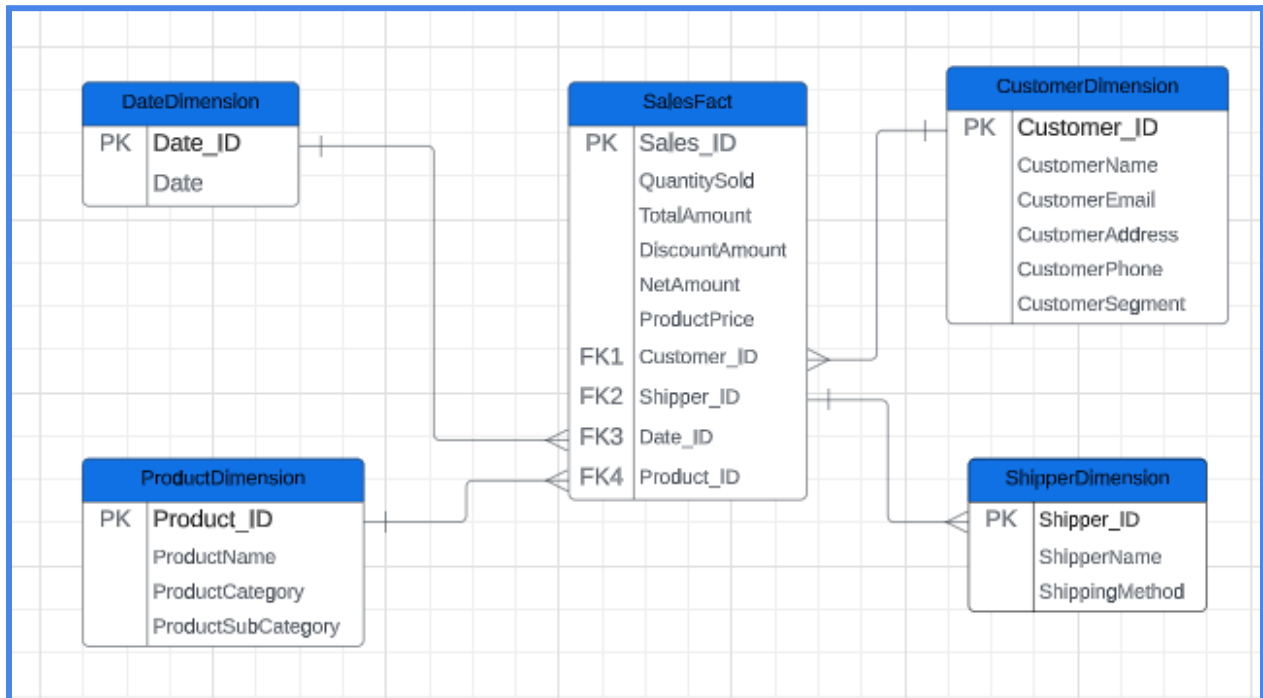 DateDimension
PK Date_ID
Date
SalesFact
PK Sales_ID
QuantitySold
TotalAmount
DiscountAmount
NetAmount
ProductPrice
FK1 Customer_ID
FK2 Shipper_ID
FK3 Date_ID
FK4 Product_ID
CustomerDimension
PK Customer_ID
CustomerName
CustomerEmail
CustomerAddress
CustomerPhone
CustomerSegment
ProductDimension
PK Product_ID
ProductName
ProductCategory
ProductSubCategory
ShipperDimension
PK Shipper_ID
ShipperName
ShippingMethod